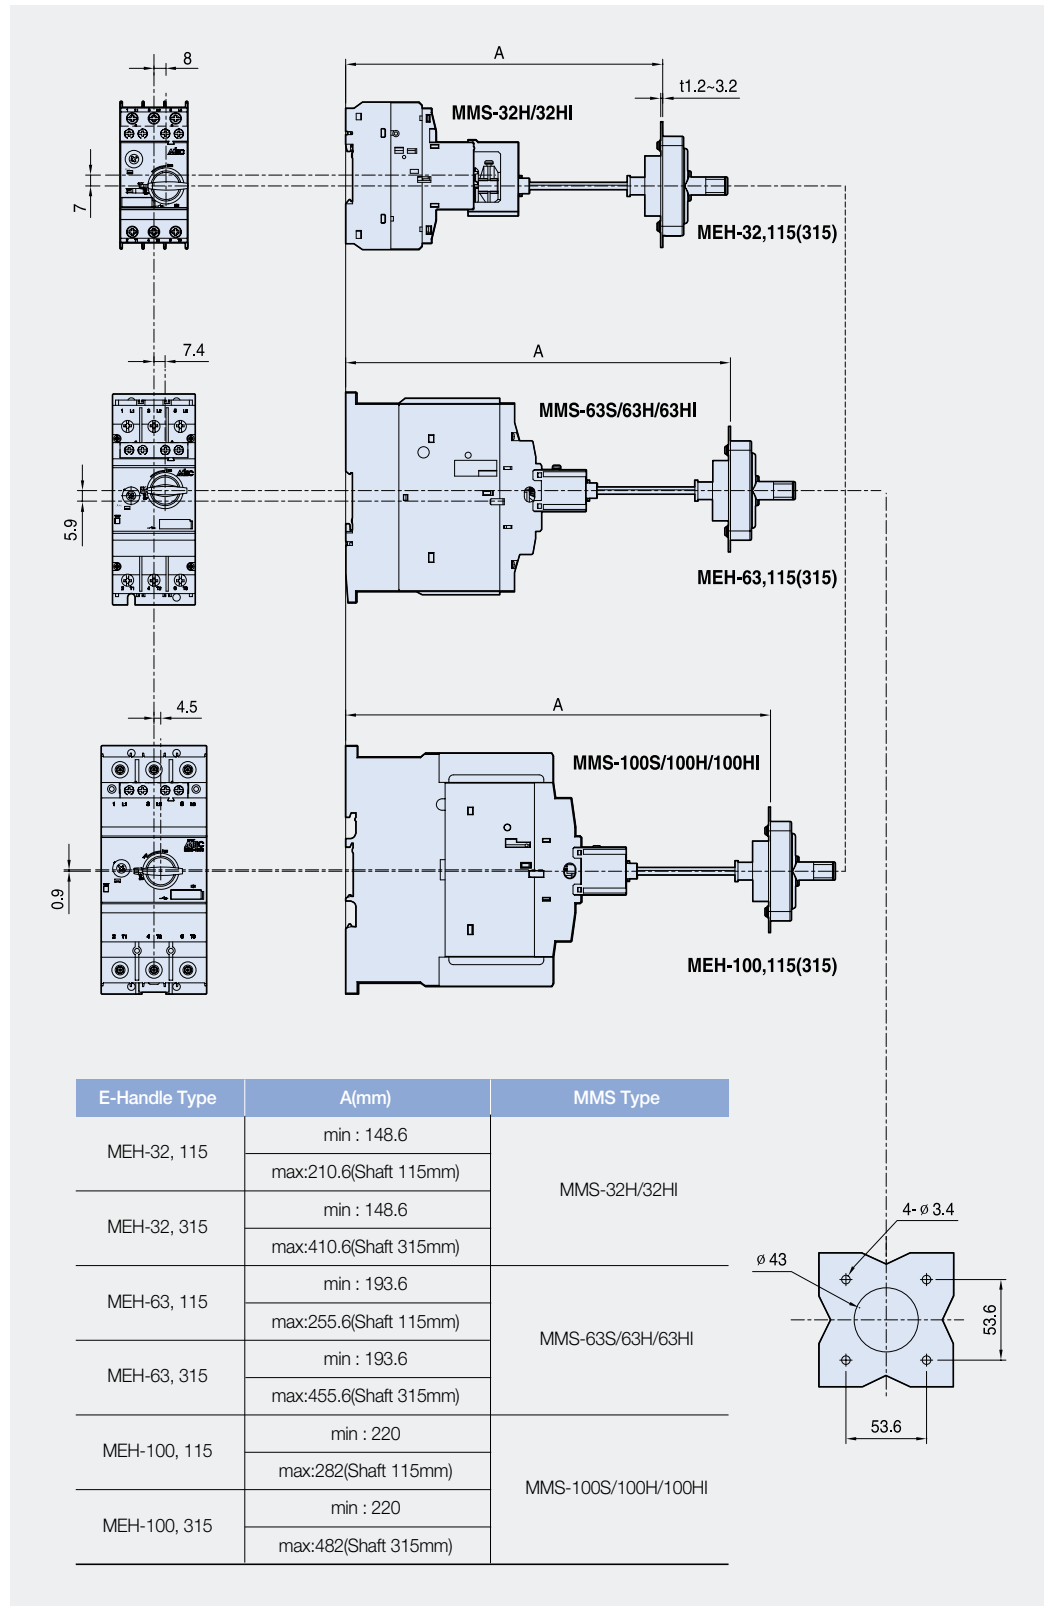 8
A
t1.2~3.2
MMS-32H/32HI
7
MEH-32,115(315)
7.4
A
MMS-63S/63H/63HI
5.9
MEH-63,115(315)
4.5
A
MMS-100S/100H/100HI
0.9
MEH-100,115(315)
E-Handle Type A(mm) MMS Type
MEH-32, 115 min : 148.6
max:210.6(Shaft 115mm)
MMS-32H/32HI
MEH-32, 315 min : 148.6
max:410.6(Shaft 315mm)
MEH-63, 115 min : 193.6
max:255.6(Shaft 115mm)
MMS-63S/63H/63HI
MEH-63, 315 min : 193.6
max:455.6(Shaft 315mm)
MEH-100, 115 min : 220
max:282(Shaft 115mm)
MMS-100S/100H/100HI
MEH-100, 315 min : 220
max:482(Shaft 315mm)
4- ø 3.4
ø 43
53.6
53.6